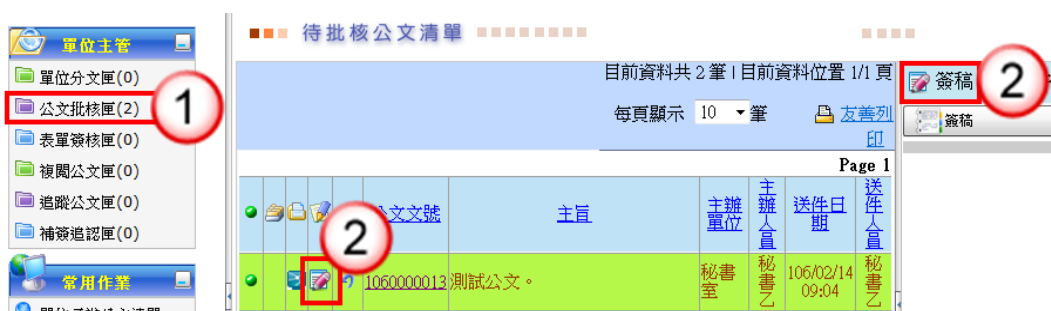 單位主管
單位分文匣(0)
公文批核匣(2)
1
表單簽核匣(0)
複閱公文匣(0)
追蹤公文匣(0)
補簽追認匣(0)
常用作業
待批核公文清單
目前資料共 2 筆 | 目前資料位置 1/1 頁
每頁顯示 10 筆 友善列印
Page 1
文文號 主旨 主辦單位 主辦人員 送件日期 送件人員
2
1060000013 測試公文。 秘書室 秘書乙 106/02/14 09:04 秘書乙
簽稿
2
簽稿